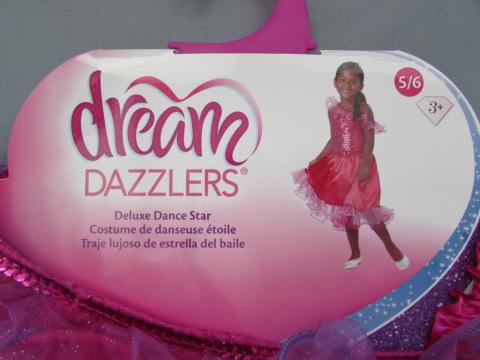 dream
DAZZLERS®
Deluxe Dance Star
Costume de danseuse étoile
Traje lujoso de estrella del baile
5/6
3+